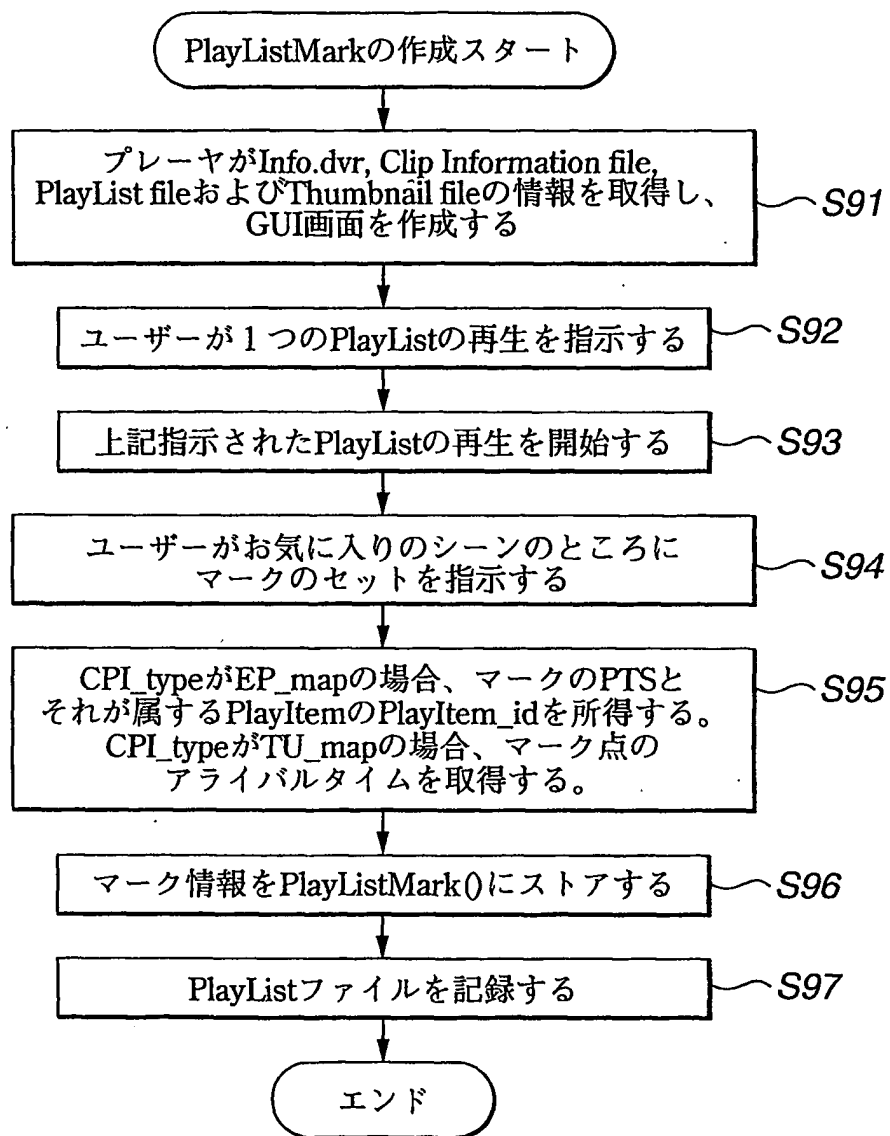 PlayListMarkの作成スタート
プレーヤがInfo.dvr, Clip Information file,
PlayList fileおよびThumbnail fileの情報を取得し、
GUI画面を作成する
S91
ユーザーが1つのPlayListの再生を指示する
S92
上記指示されたPlayListの再生を開始する
S93
ユーザーがお気に入りのシーンのところに
マークのセットを指示する
S94
CPI_typeがEP_mapの場合、マークのPTSと
それが属するPlayItemのPlayItem_idを所得する。
CPI_typeがTU_mapの場合、マーク点の
アライバルタイムを取得する。
S95
マーク情報をPlayListMark()にストアする
S96
PlayListファイルを記録する
S97
エンド